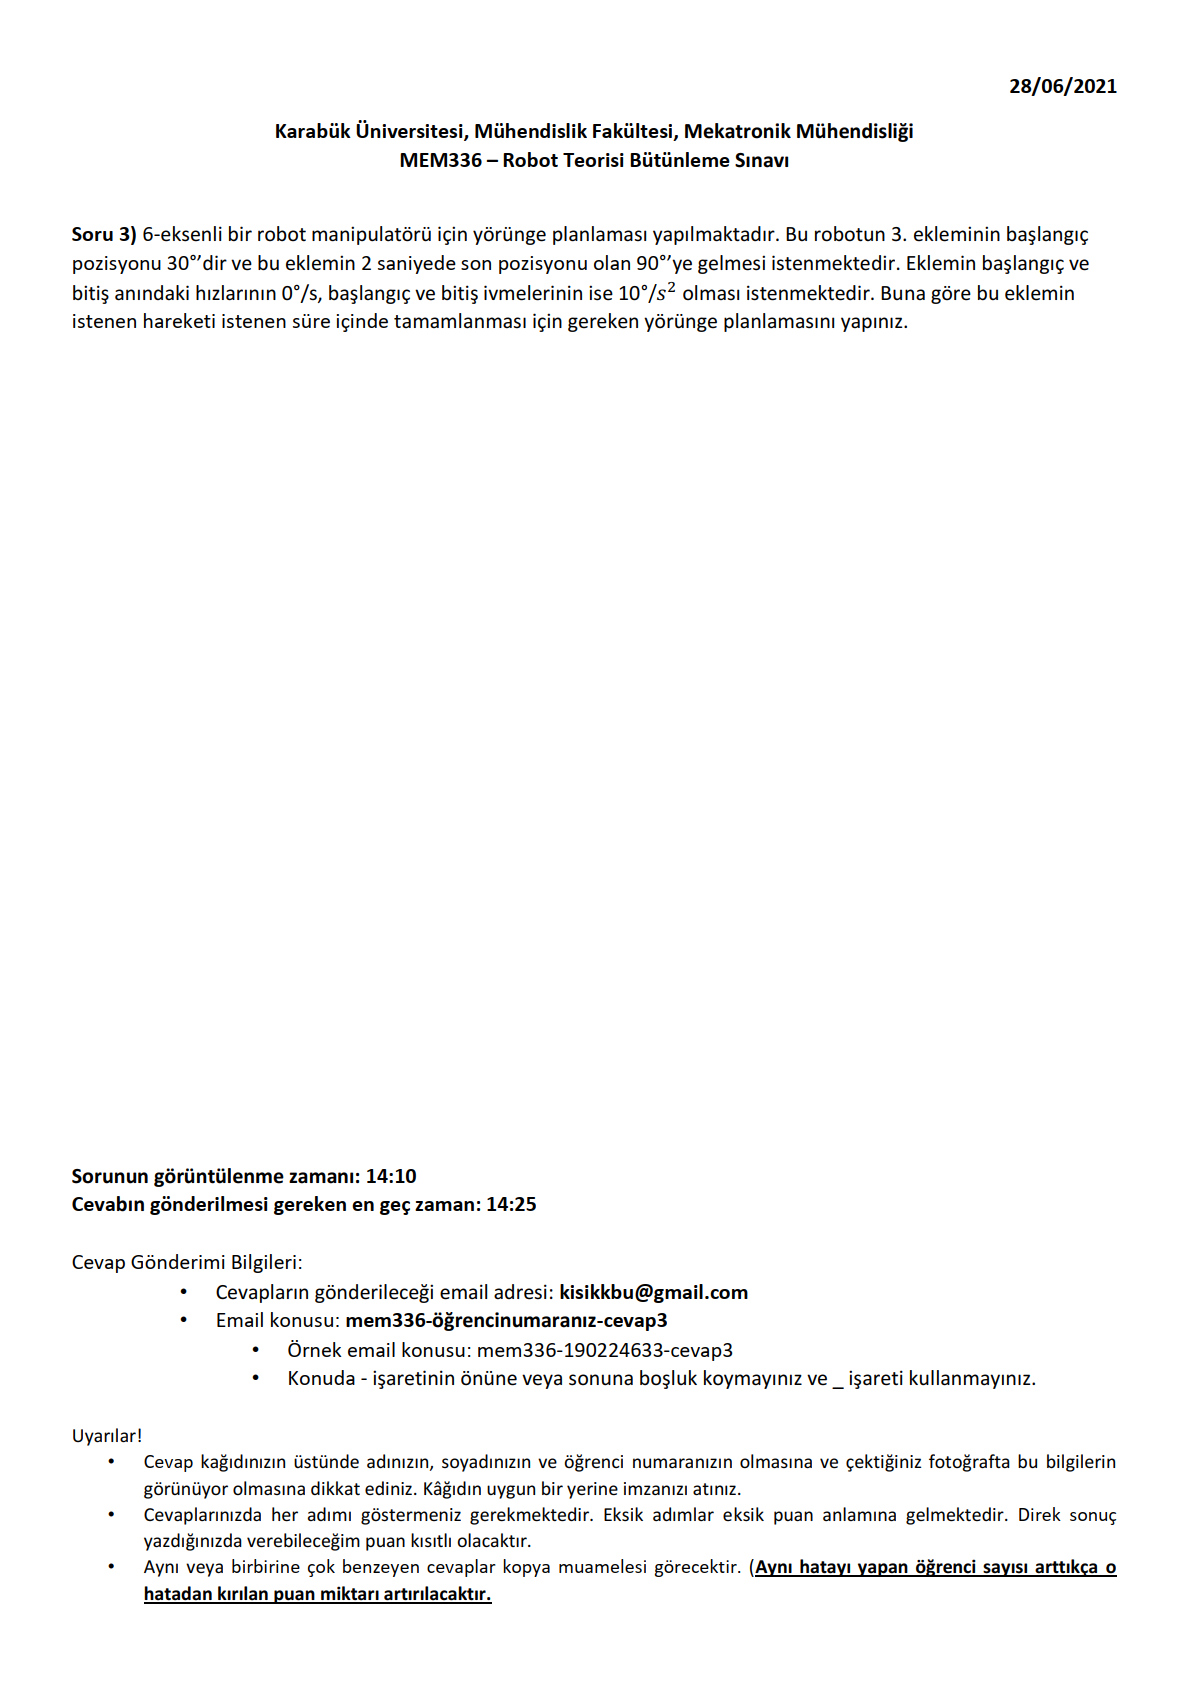 28/06/2021
Karabük Üniversitesi, Mühendislik Fakültesi, Mekatronik Mühendisliği
MEM336 – Robot Teorisi Bütünleme Sınavı
Soru 3) 6-eksenli bir robot manipulatörü için yörünge planlaması yapılmaktadır. Bu robotun 3. ekleminin başlangıç
pozisyonu 30°’dir ve bu eklemin 2 saniyede son pozisyonu olan 90°’ye gelmesi istenmektedir. Eklemin başlangıç ve
bitiş anındaki hızlarının 0°/s, başlangıç ve bitiş ivmelerinin ise 10°/s² olması istenmektedir. Buna göre bu eklemin
istenen hareketi istenen süre içinde tamamlanması için gereken yörünge planlamasını yapınız.
Sorunun görüntülenme zamanı: 14:10
Cevabın gönderilmesi gereken en geç zaman: 14:25
Cevap Gönderimi Bilgileri:
• Cevapların gönderileceği email adresi: kisikkbu@gmail.com
• Email konusu: mem336-öğrencinumaranız-cevap3
• Örnek email konusu: mem336-190224633-cevap3
• Konuda - işaretinin önüne veya sonuna boşluk koymayınız ve _ işareti kullanmayınız.
Uyarılar!
• Cevap kağıdınızın üstünde adınızın, soyadınızın ve öğrenci numaranızın olmasına ve çektiğiniz fotoğrafta bu bilgilerin
görünüyor olmasına dikkat ediniz. Kâğıdın uygun bir yerine imzanızı atınız.
• Cevaplarınızda her adımı göstermeniz gerekmektedir. Eksik adımlar eksik puan anlamına gelmektedir. Direk sonuç
yazdığınızda verebileceğim puan kısıtlı olacaktır.
• Aynı veya birbirine çok benzeyen cevaplar kopya muamelesi görecektir. (Aynı hatayı yapan öğrenci sayısı arttıkça o
hatadan kırılan puan miktarı artırılacaktır.